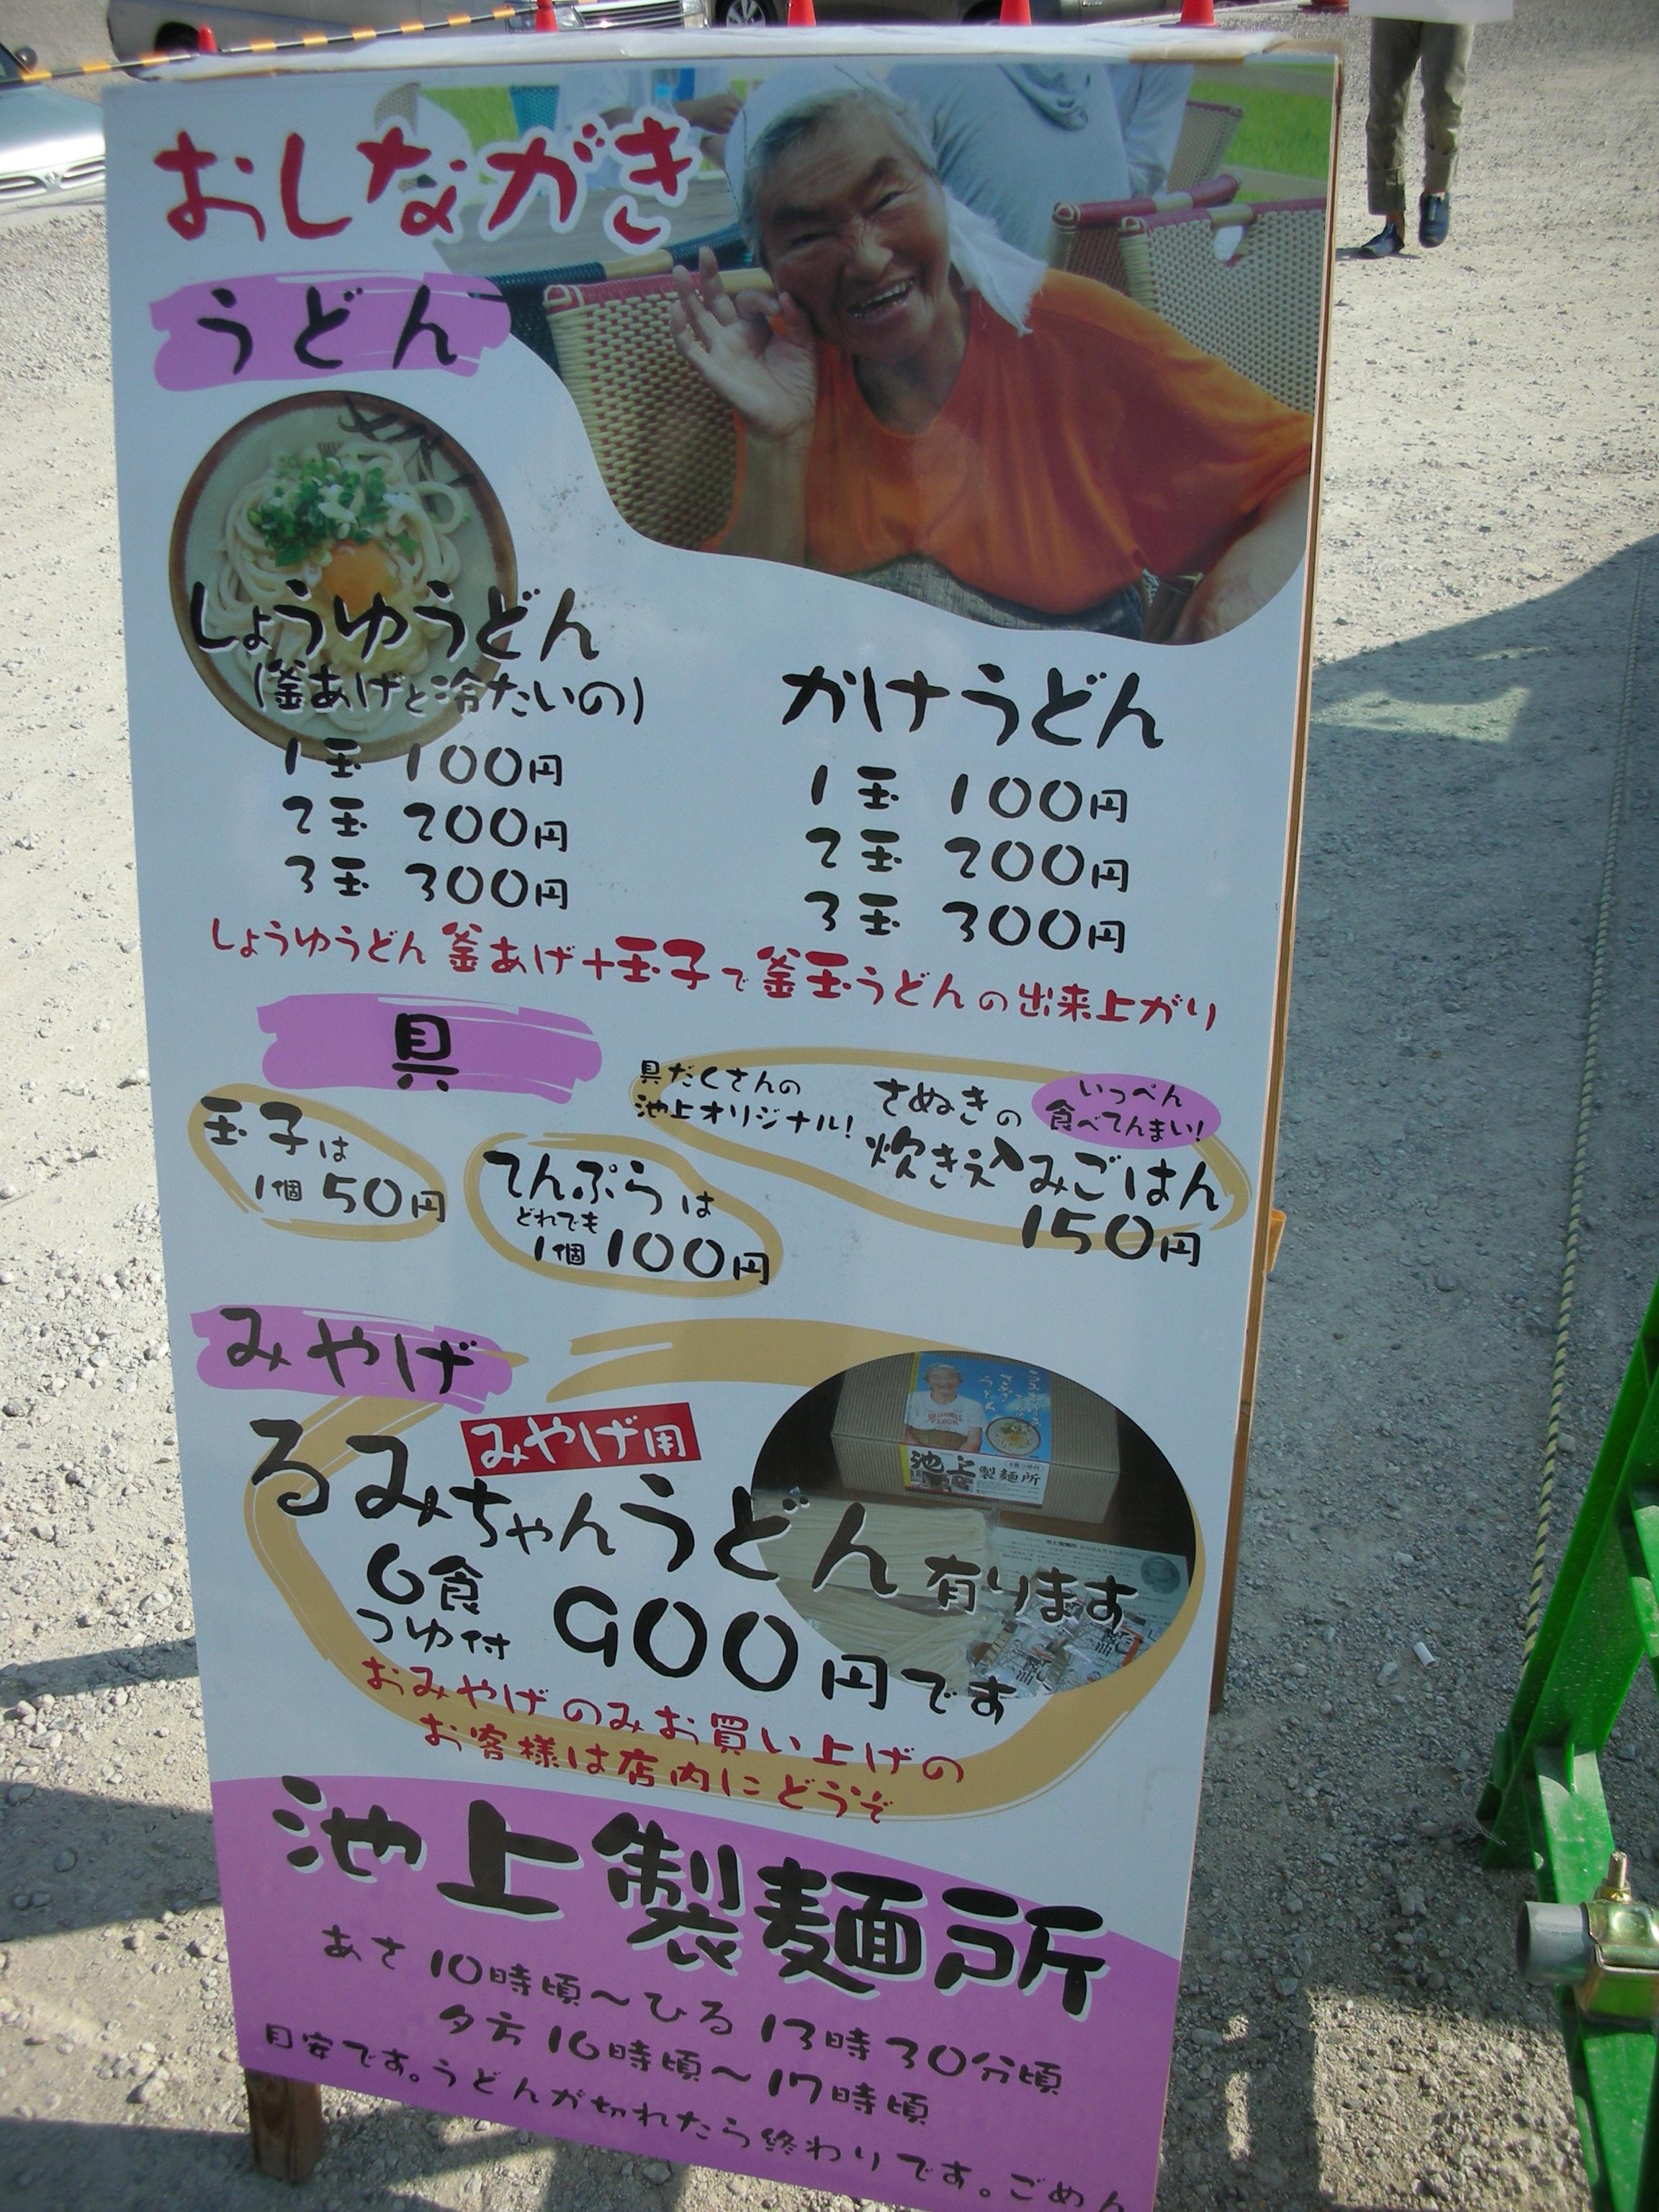 おしながき
うどん
しょうゆうどん
(釜あげと冷たいの)
1玉 100円
2玉 200円
3玉 300円
かけうどん
1玉 100円
2玉 200円
3玉 300円
しょうゆうどん釜あげ+玉子で釜玉うどんの出来上がり
具
玉子は
1個 50円
てんぷらは
どれでも
1個 100円
具だくさんの
池上オリジナル!
さぬきの
炊き込みごはん
150円
いっぺん
食べてんまい!
みやげ
みやげ用
るみちゃんうどん有ります
6食
つゆ付
900円です
池上製麺所
おみやげのみお買い上げの
お客様は店内にどうぞ
池上製麺所
あさ10時頃〜ひる13時30分頃
夕方16時頃〜17時頃
目安です。うどんが切れたら終わりです。ごめん